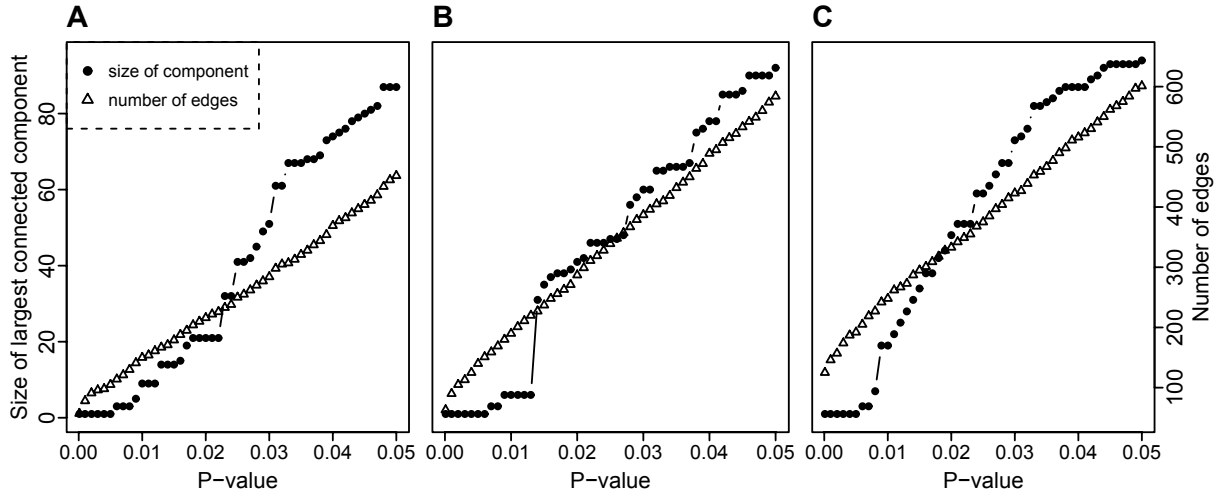 A B C
size of component
number of edges
Size of largest connected component
0 20 40 60 80
0.00 0.01 0.02 0.03 0.04 0.05
P−value
0.00 0.01 0.02 0.03 0.04 0.05
P−value
0.00 0.01 0.02 0.03 0.04 0.05
P−value
100 200 300 400 500 600
Number of edges